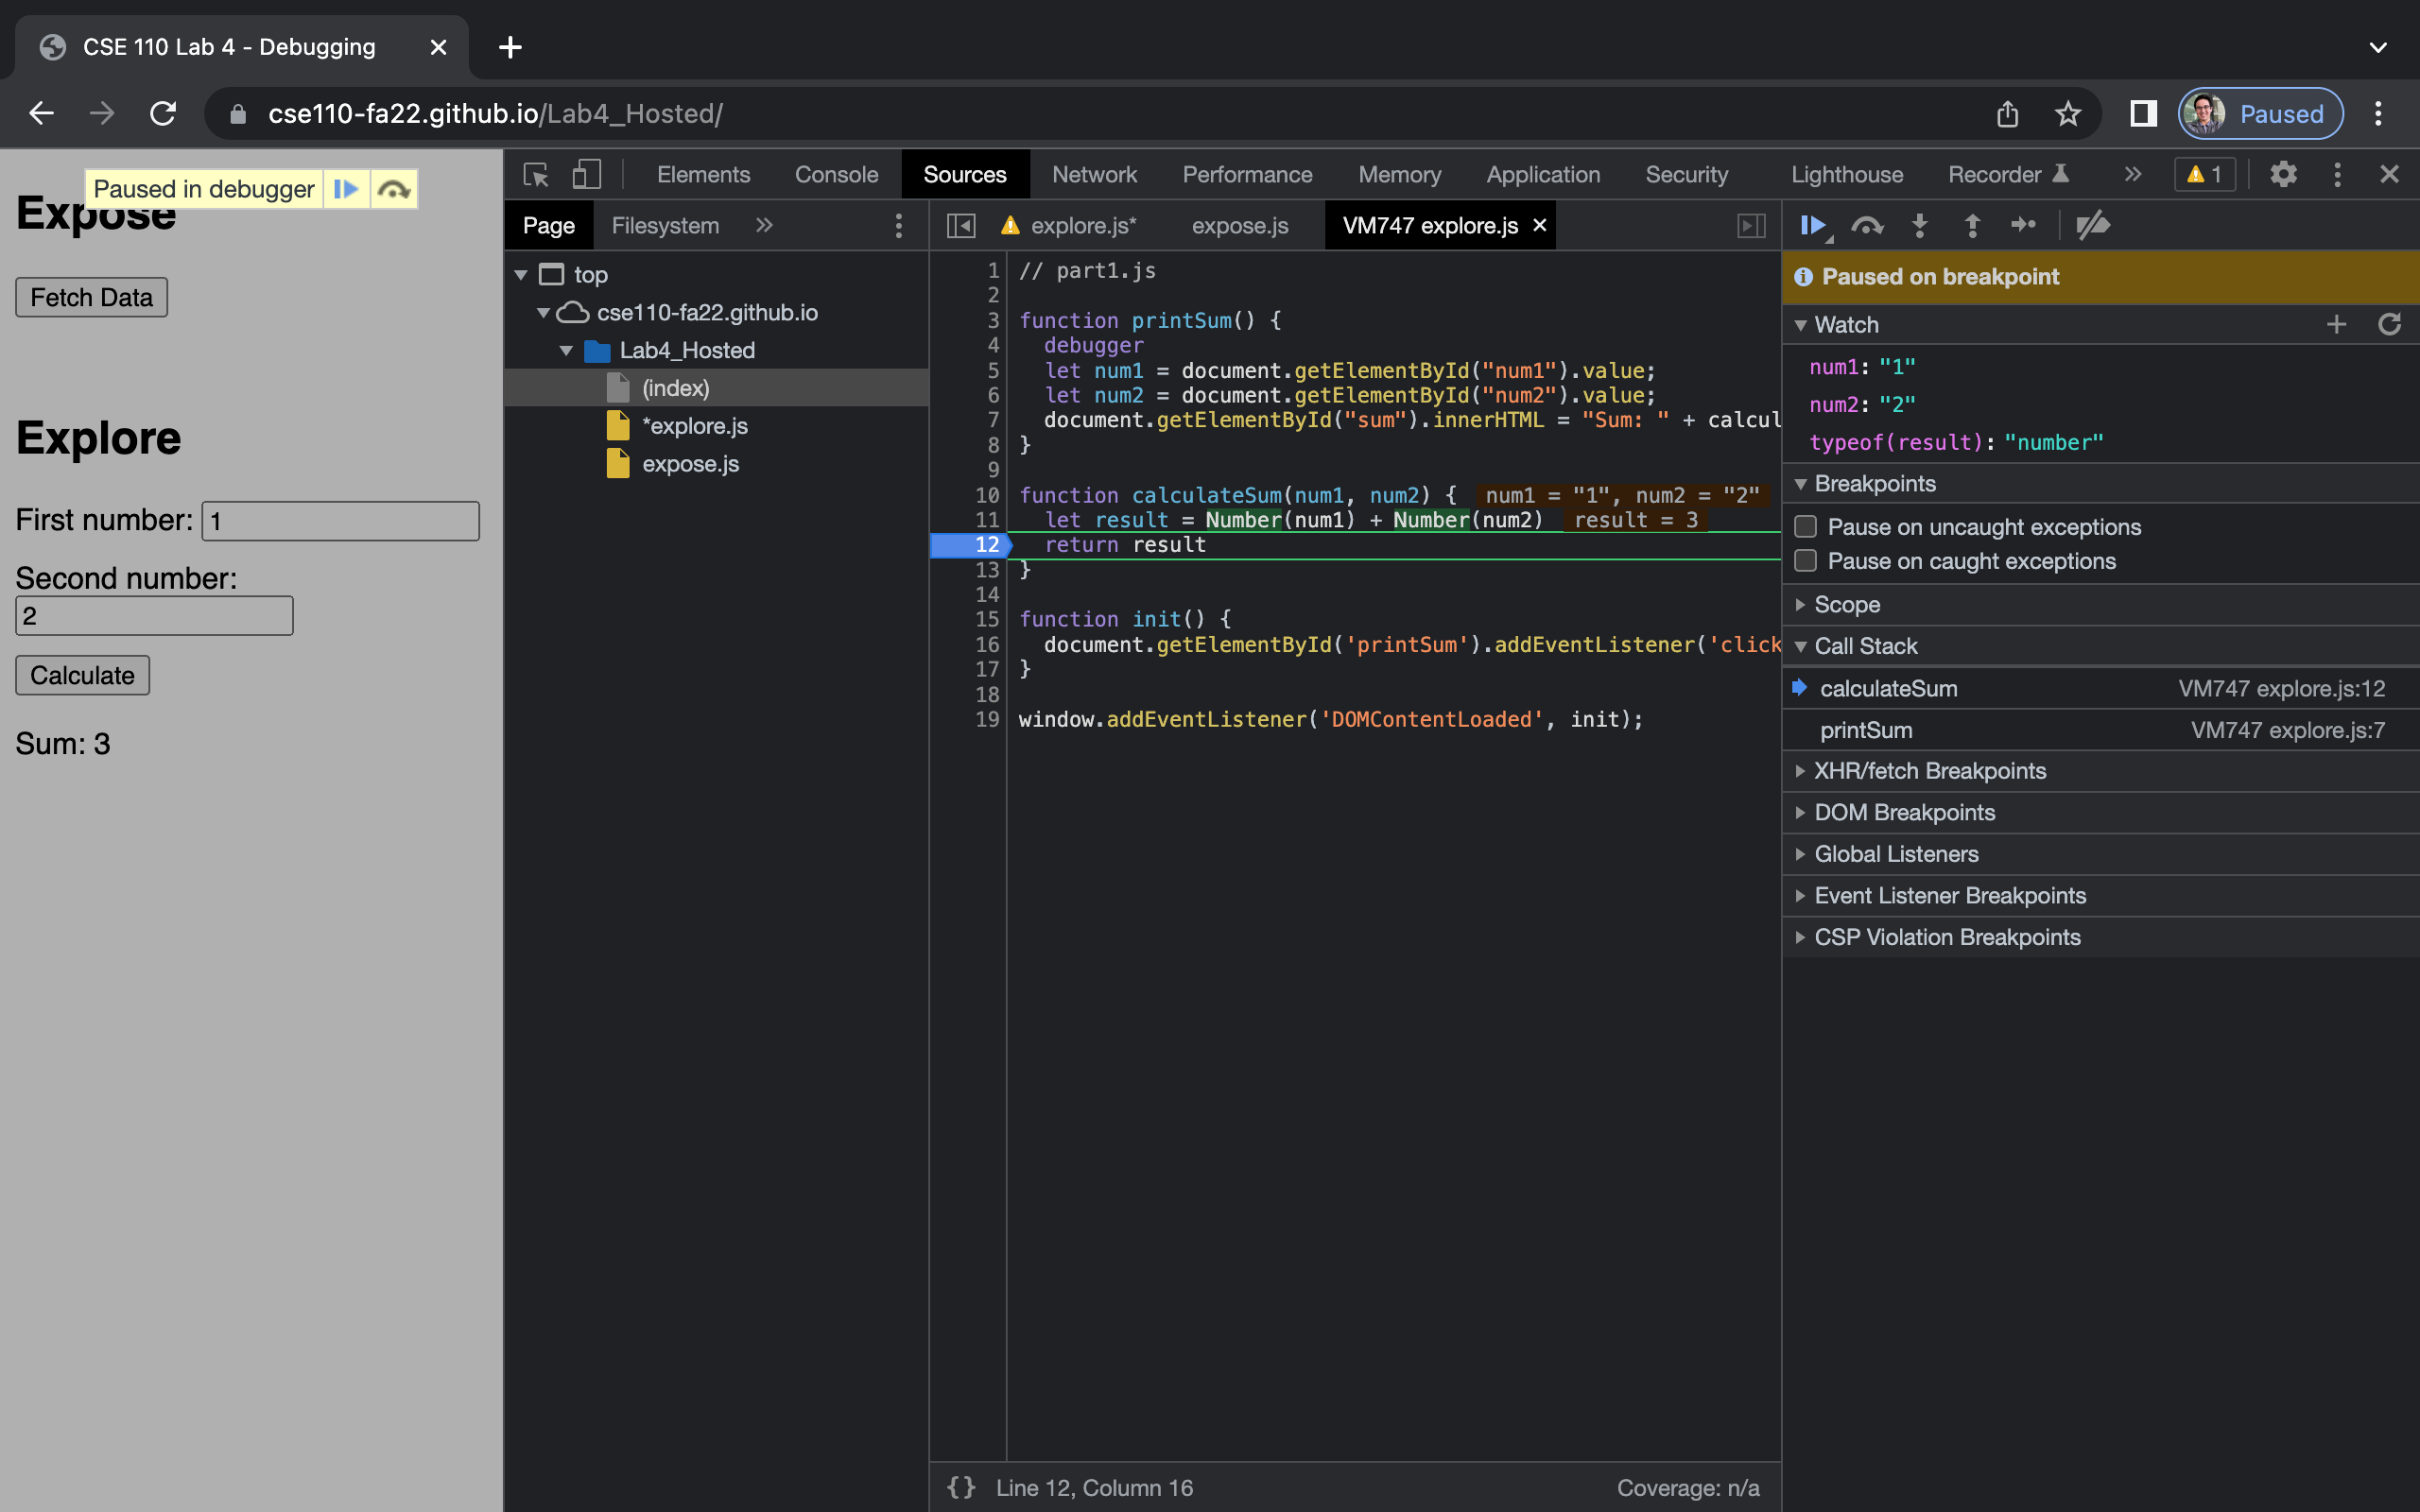 CSE 110 Lab 4 - Debugging
cse110-fa22.github.io/Lab4_Hosted/
Paused
Paused in debugger
Expose
Fetch Data
Explore
First number: 1
Second number:
2
Calculate
Sum: 3
Elements Console Sources Network Performance Memory Application Security Lighthouse Recorder 1
Page Filesystem
top
cse110-fa22.github.io
Lab4_Hosted
(index)
*explore.js
expose.js
explore.js* expose.js VM747 explore.js
1 // part1.js
2
3 function printSum() {
4 debugger
5 let num1 = document.getElementById("num1").value;
6 let num2 = document.getElementById("num2").value;
7 document.getElementById("sum").innerHTML = "Sum: " + calcul
8 }
9
10 function calculateSum(num1, num2) { num1 = "1", num2 = "2"
11 let result = Number(num1) + Number(num2) result = 3
12 return result
13 }
14
15 function init() {
16 document.getElementById('printSum').addEventListener('click
17 }
18
19 window.addEventListener('DOMContentLoaded', init);
{} Line 12, Column 16 Coverage: n/a
Paused on breakpoint
Watch
num1: "1"
num2: "2"
typeof(result): "number"
Breakpoints
Pause on uncaught exceptions
Pause on caught exceptions
Scope
Call Stack
calculateSum VM747 explore.js:12
printSum VM747 explore.js:7
XHR/fetch Breakpoints
DOM Breakpoints
Global Listeners
Event Listener Breakpoints
CSP Violation Breakpoints